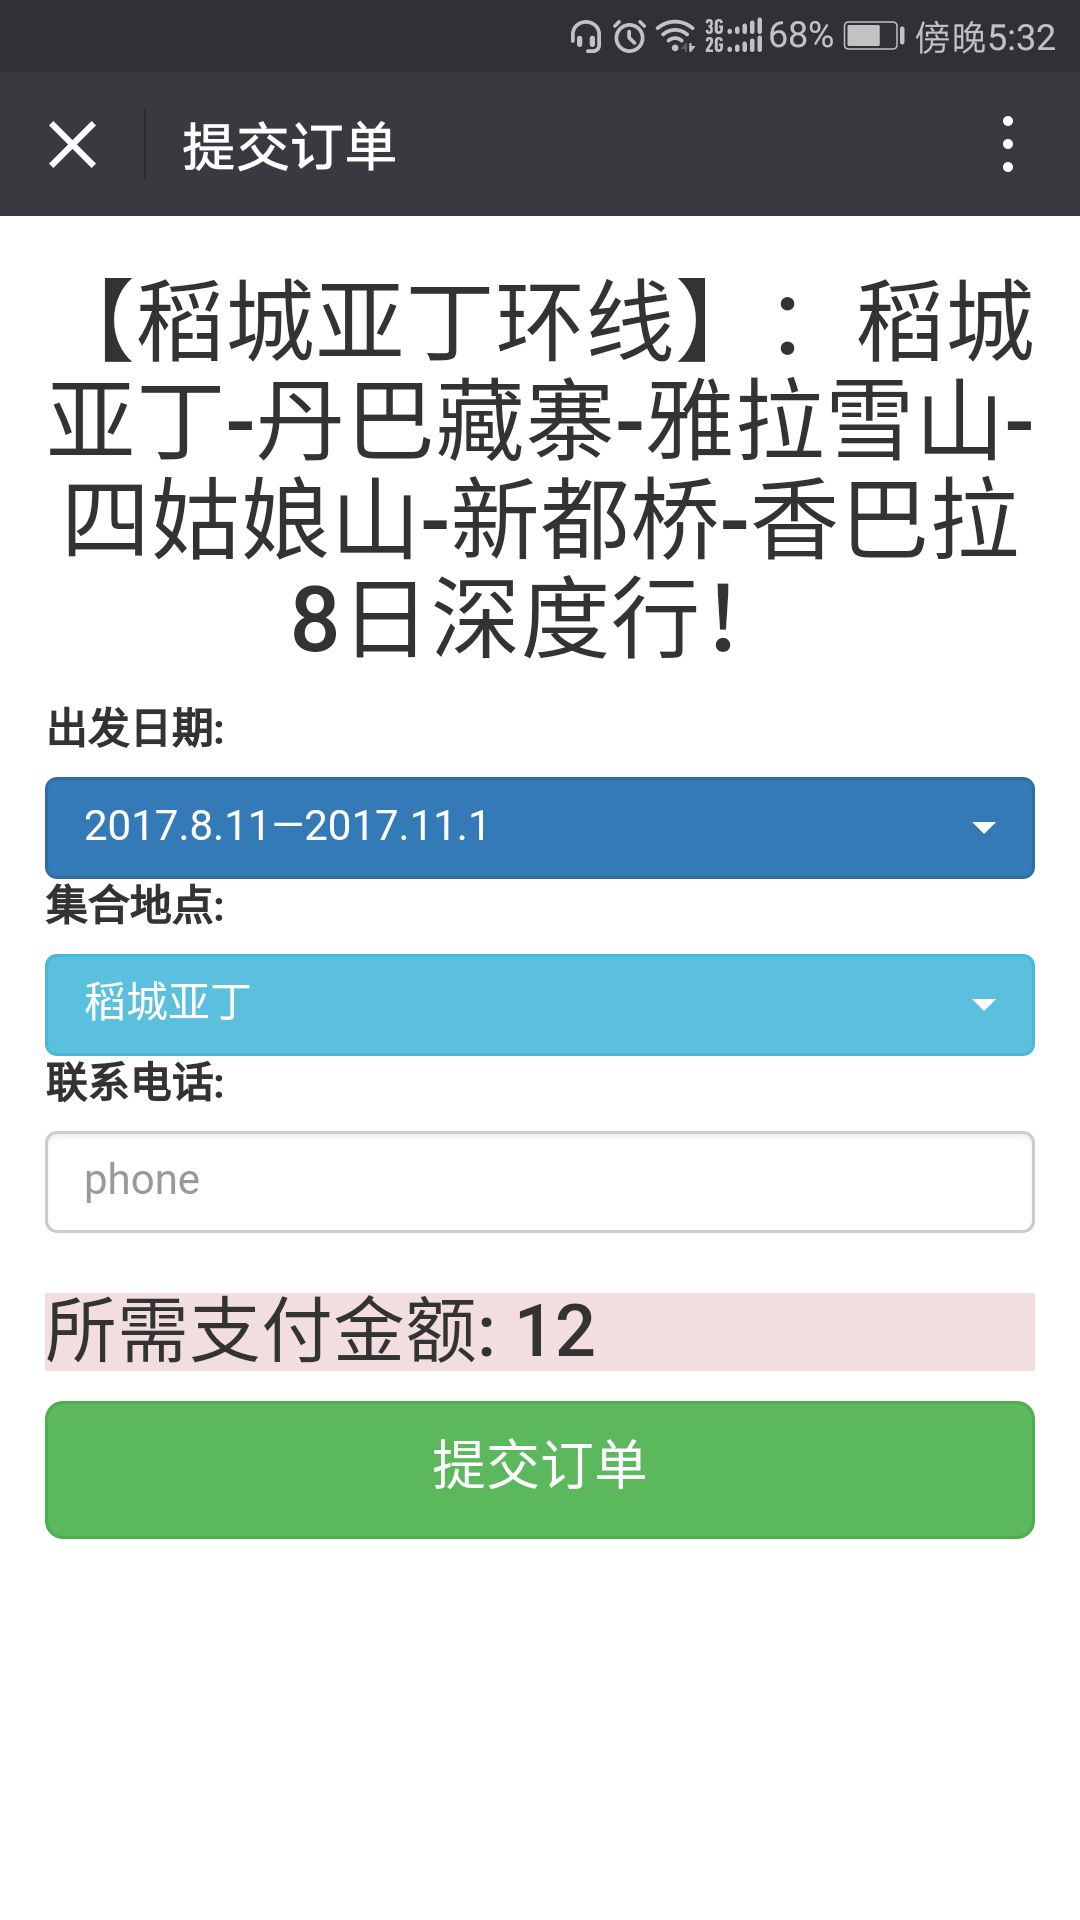 3G 2G 68% 傍晚5:32
提交订单
【稻城亚丁环线】：稻城
亚丁-丹巴藏寨-雅拉雪山-
四姑娘山-新都桥-香巴拉
8日深度行！
出发日期:
2017.8.11—2017.11.1
集合地点:
稻城亚丁
联系电话:
phone
所需支付金额: 12
提交订单